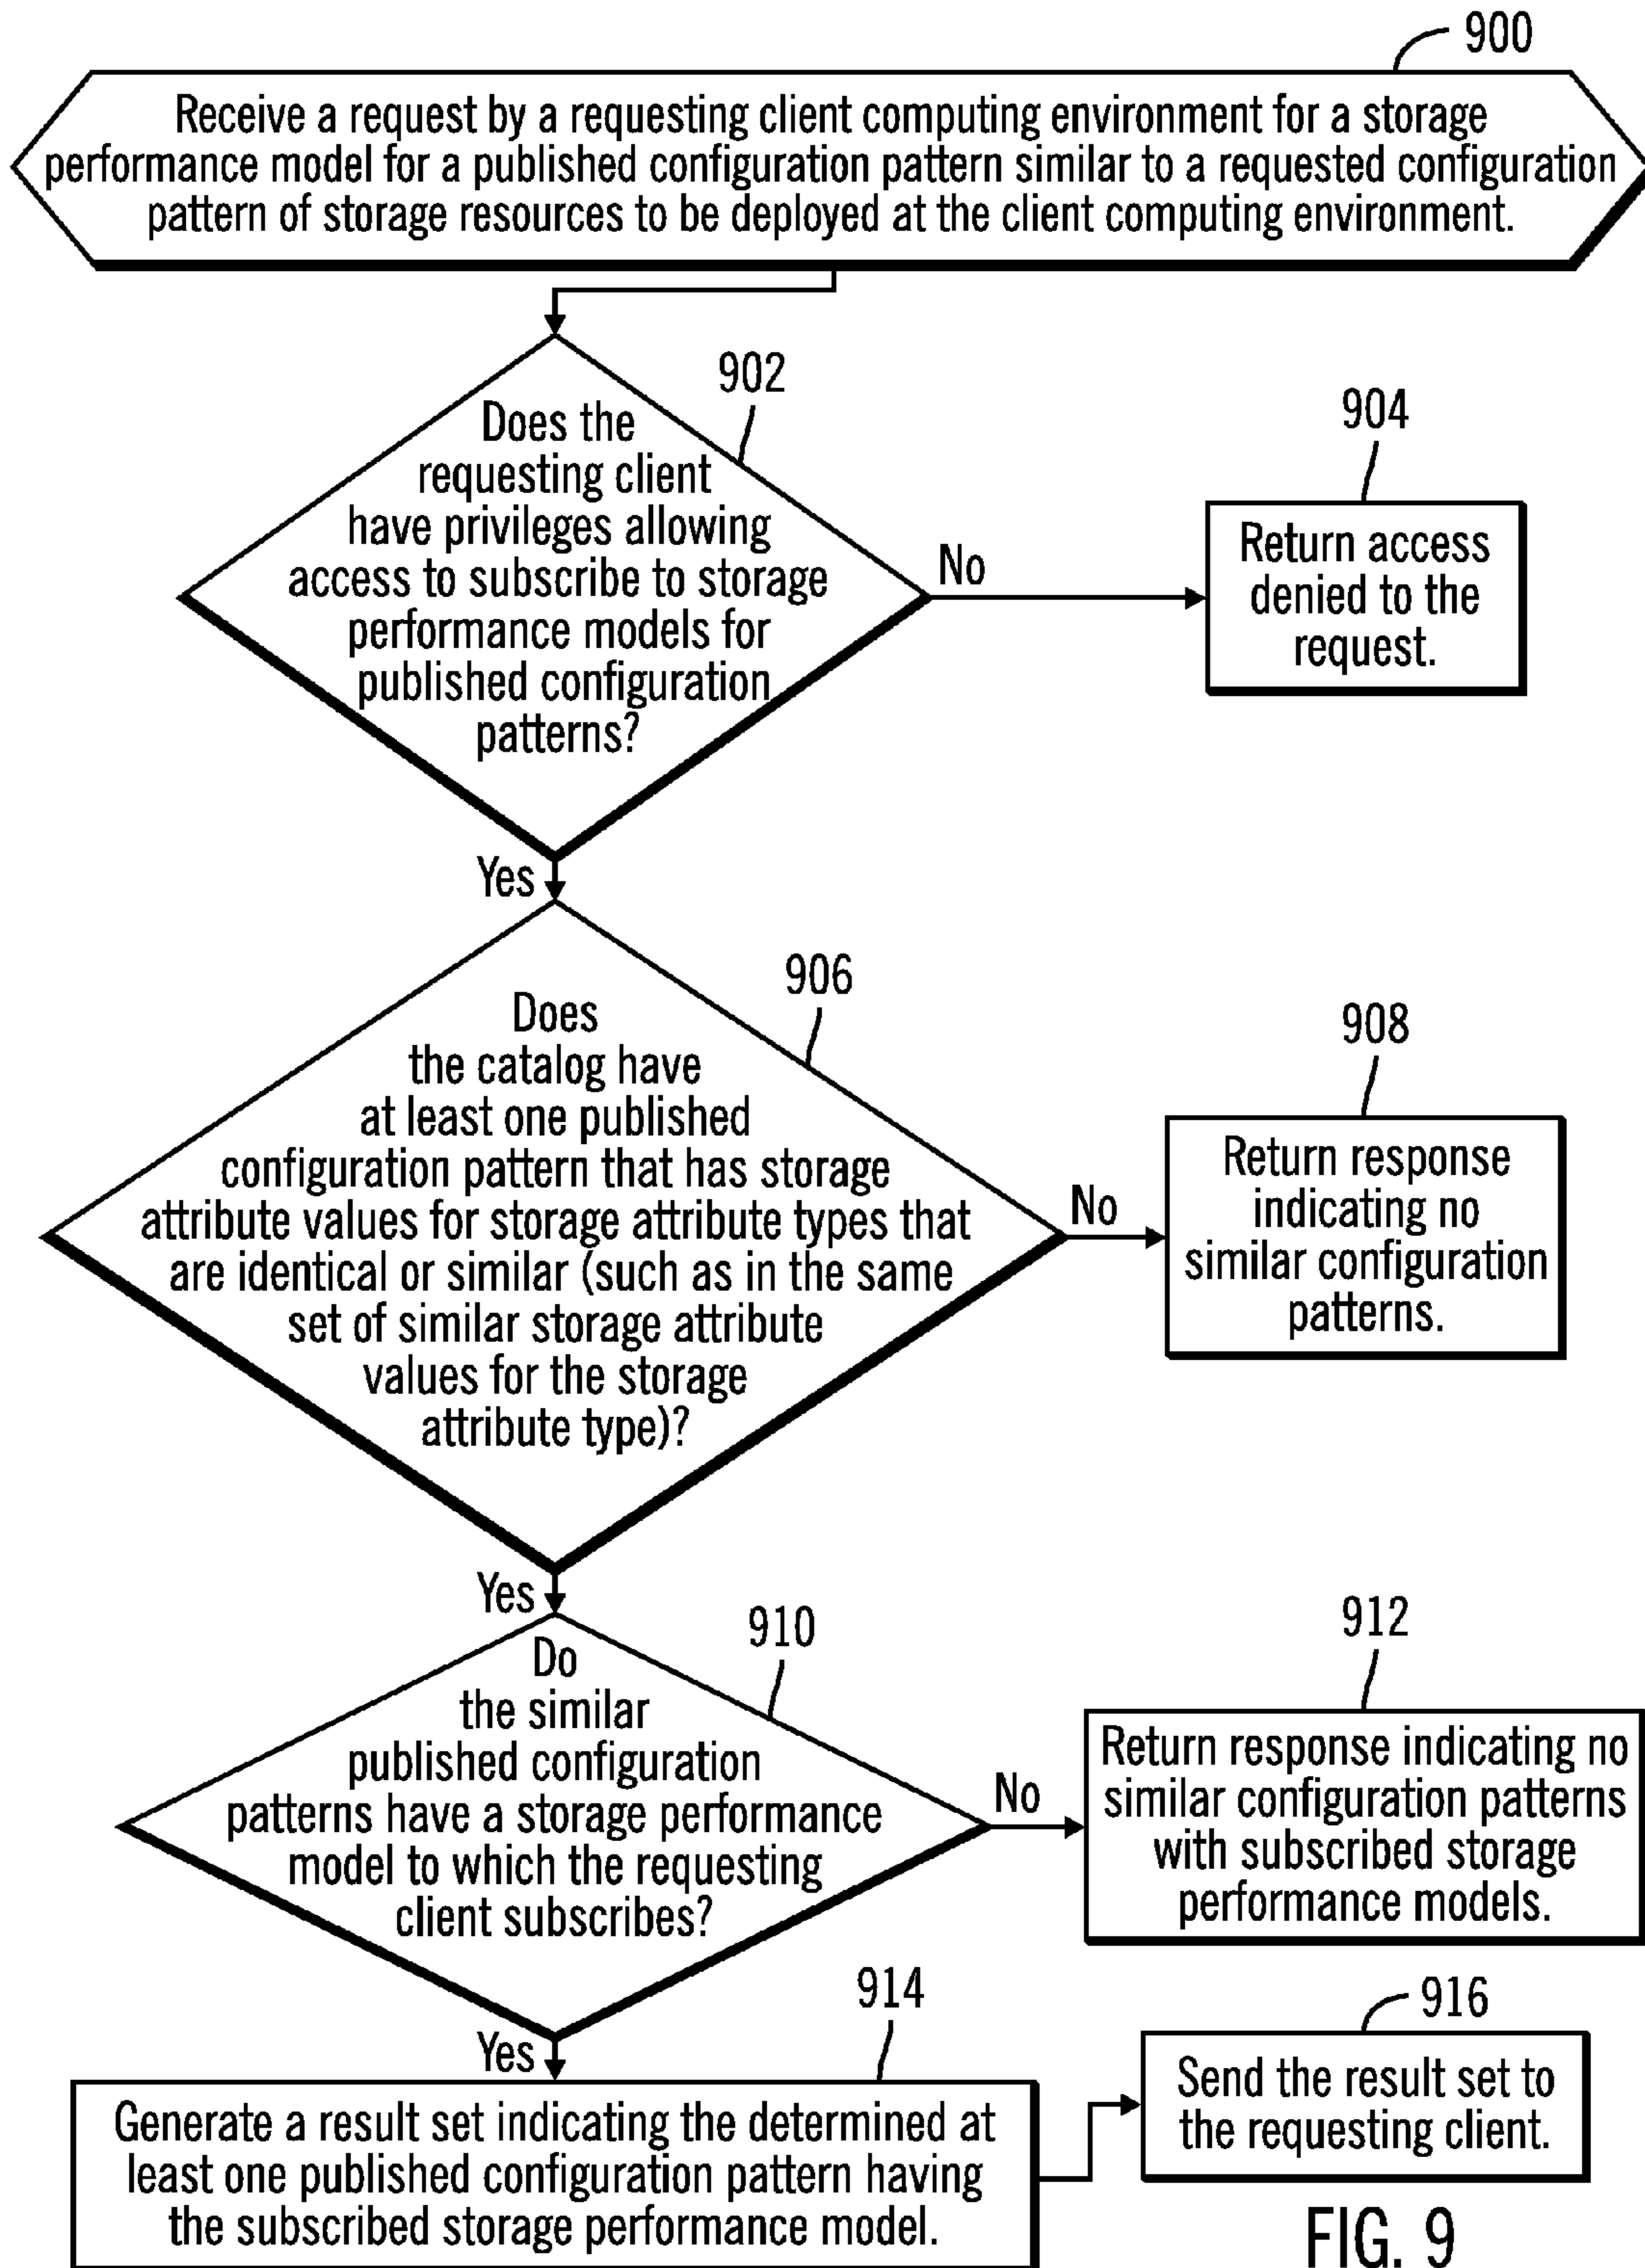 900
Receive a request by a requesting client computing environment for a storage
performance model for a published configuration pattern similar to a requested configuration
pattern of storage resources to be deployed at the client computing environment.
902
Does the
requesting client
have privileges allowing
access to subscribe to storage
performance models for
published configuration
patterns?
No
904
Return access
denied to the
request.
Yes
906
Does
the catalog have
at least one published
configuration pattern that has storage
attribute values for storage attribute types that
are identical or similar (such as in the same
set of similar storage attribute
values for the storage
attribute type)?
No
908
Return response
indicating no
similar configuration
patterns.
Yes
910
Do
the similar
published configuration
patterns have a storage performance
model to which the requesting
client subscribes?
No
912
Return response indicating no
similar configuration patterns
with subscribed storage
performance models.
Yes
914
Generate a result set indicating the determined at
least one published configuration pattern having
the subscribed storage performance model.
916
Send the result set to
the requesting client.
FIG. 9